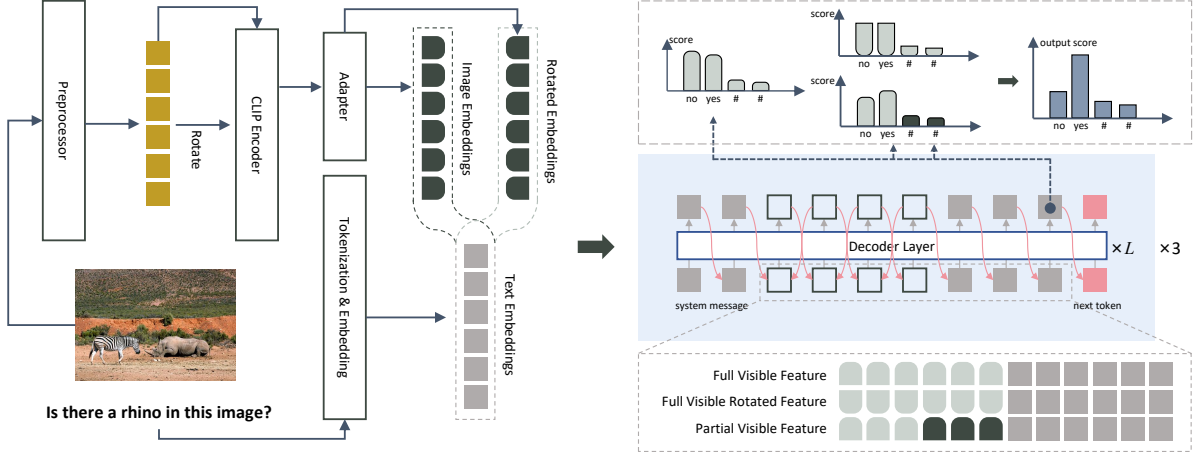 Preprocessor
Rotate
CLIP Encoder
Adapter
Image Embeddings
Rotated Embeddings
Tokenization & Embedding
Text Embeddings
Is there a rhino in this image?
score
no yes # #
score
no yes # #
score
no yes # #
output score
no yes # #
Decoder Layer
×L
×3
system message
next token
Full Visible Feature
Full Visible Rotated Feature
Partial Visible Feature